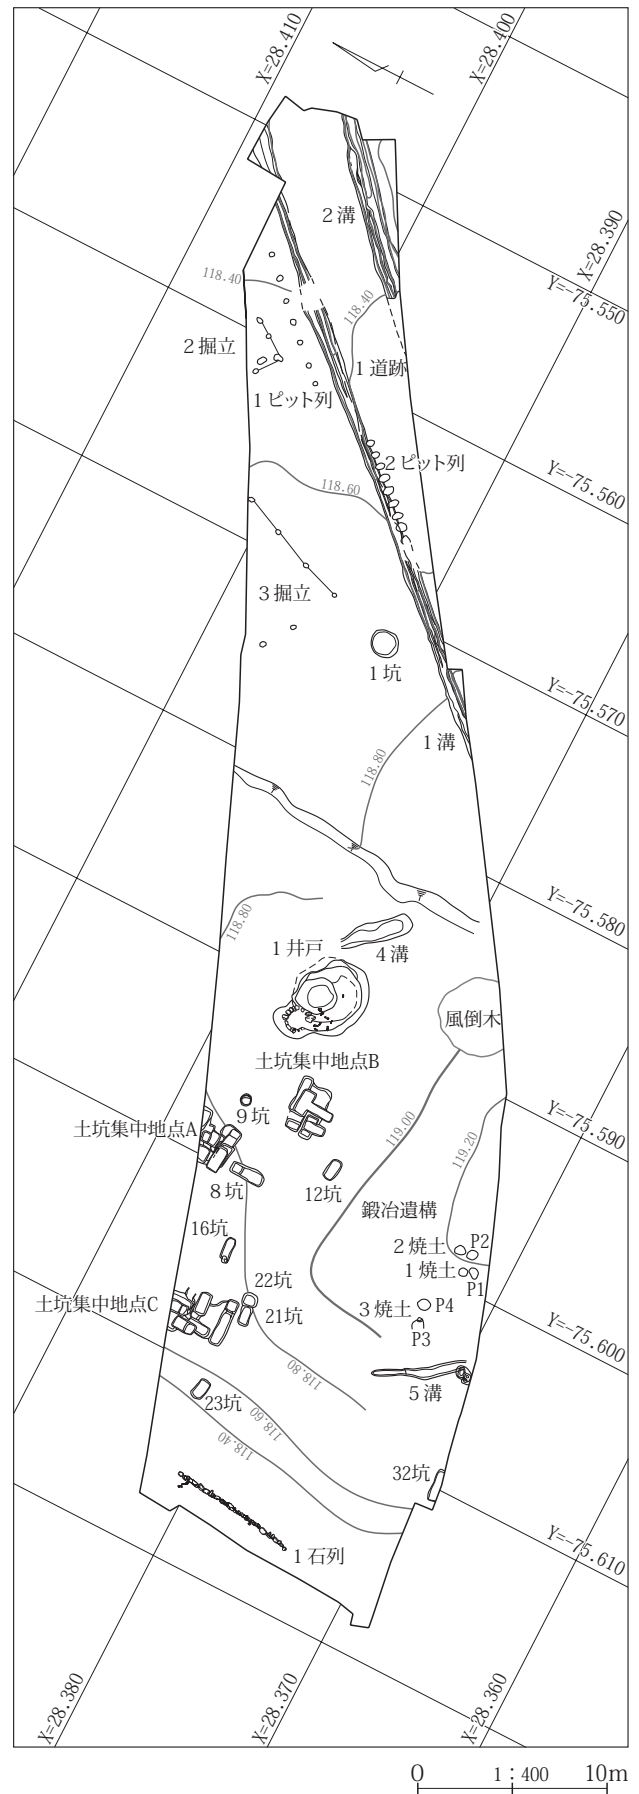 X=28.410
X=28.400
X=28.390
２溝
118.40
118.40
Y=-75.550
２掘立
１道跡
１ピット列
２ピット列
Y=-75.560
118.60
３掘立
１坑
Y=-75.570
１溝
118.80
Y=-75.580
118.80
１井戸
４溝
風倒木
土坑集中地点B
９坑
土坑集中地点A
119.00
119.20
Y=-75.590
８坑
12坑
鍛冶遺構
16坑
２焼土
P2
１焼土
P1
22坑
土坑集中地点C
21坑
３焼土
P4
P3
Y=-75.600
118.80
５溝
23坑
118.60
118.40
32坑
Y=-75.610
１石列
X=28.380
X=28.370
X=28.360
0 1：400 10m